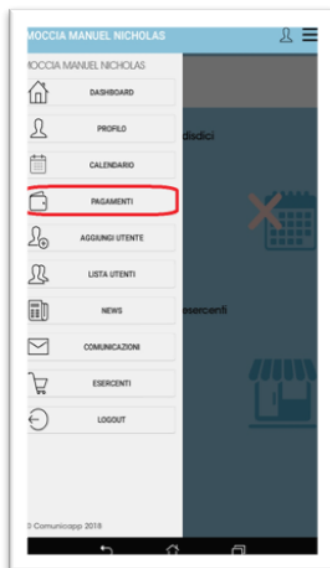 MOCCIA MANUEL NICHOLAS
MOCCIA MANUEL NICHOLAS
DASHBOARD
PROFILO
disdici
CALENDARIO
PAGAMENTI
AGGIUNGI UTENTE
LISTA UTENTI
NEWS
esercenti
COMUNICAZIONI
ESERCENTI
LOGOUT
© Comunicapp 2018